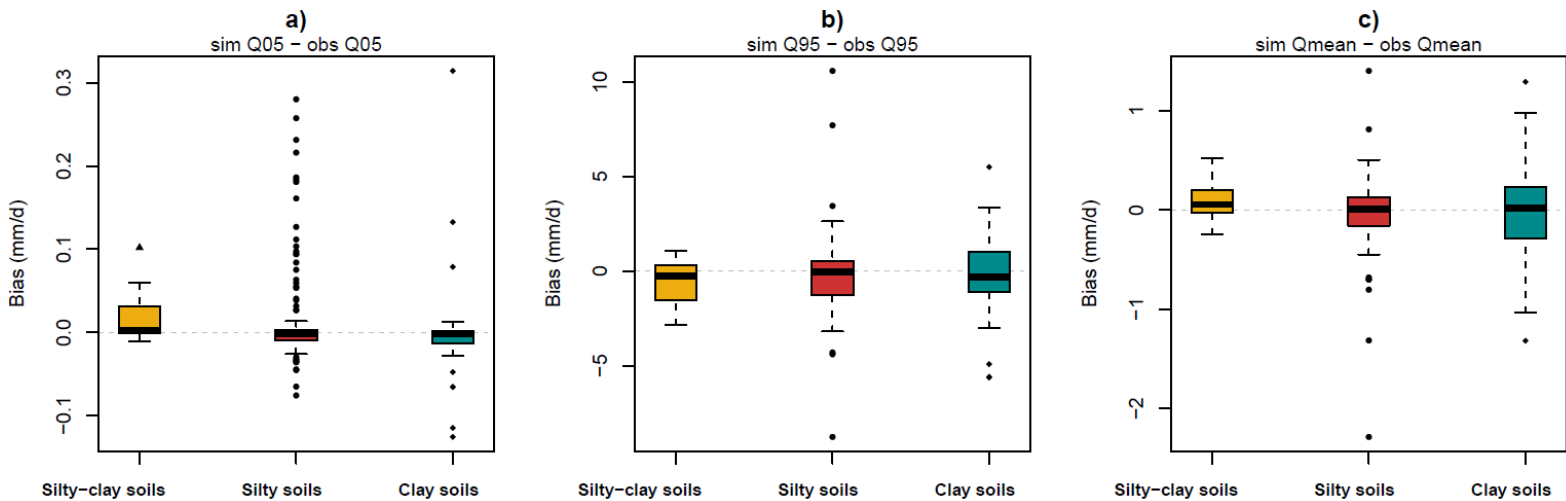 a)
sim Q05 − obs Q05
Bias (mm/d)
0.3
0.2
0.1
0.0
−0.1
Silty−clay soils
Silty soils
Clay soils
b)
sim Q95 − obs Q95
Bias (mm/d)
10
5
0
−5
Silty−clay soils
Silty soils
Clay soils
c)
sim Qmean − obs Qmean
Bias (mm/d)
1
0
−1
−2
Silty−clay soils
Silty soils
Clay soils